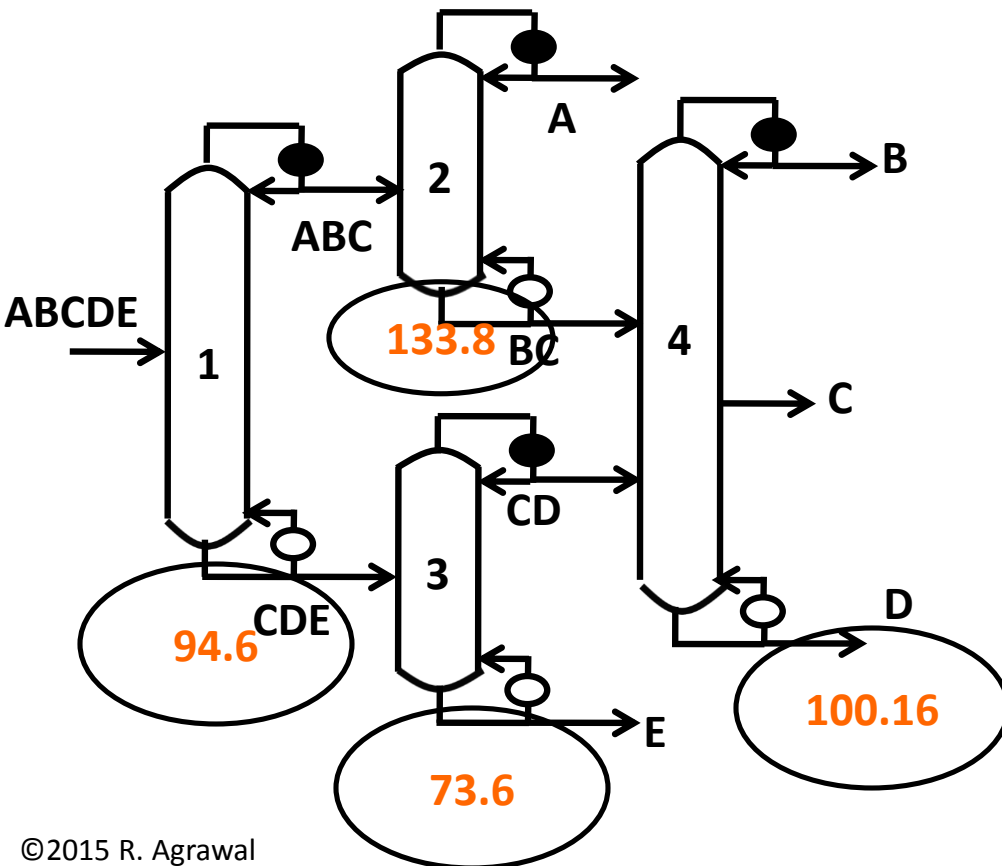 A
B
2
ABC
ABCDE
1
133.8
BC
4
C
CD
3
CDE
94.6
D
100.16
E
73.6
©2015 R. Agrawal